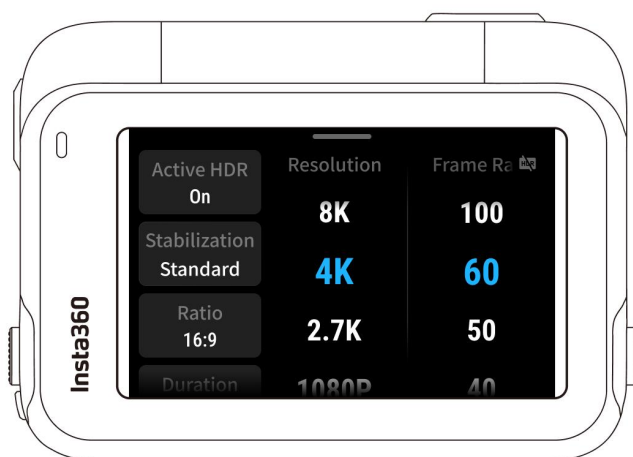 Active HDR
On
Stabilization
Standard
Ratio
16:9
Duration
Resolution
8K
4K
2.7K
1080P
Frame Ra
100
60
50
40
Insta360